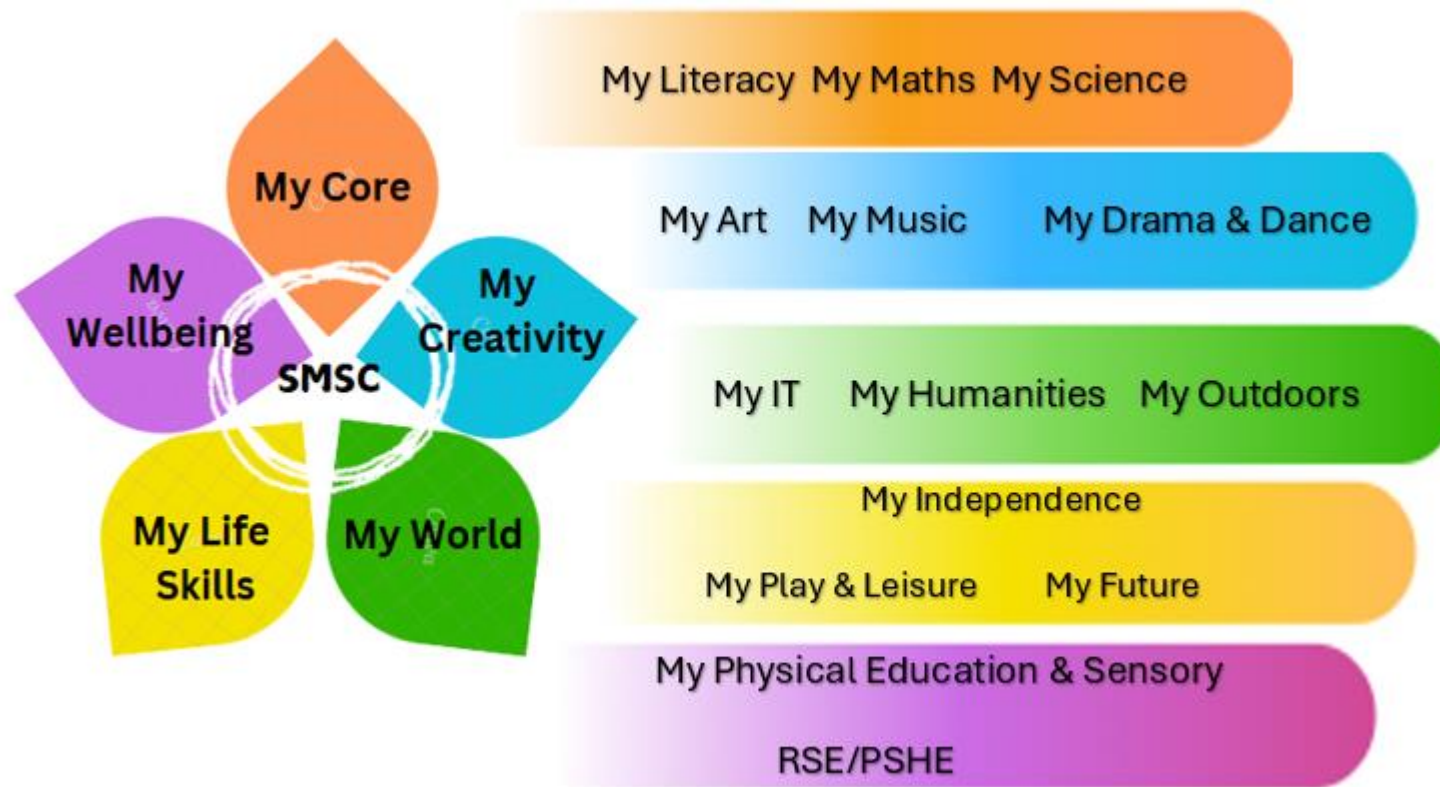 My Core
My
Wellbeing
My
Creativity
SMSC
My Life
Skills
My World
My Literacy My Maths My Science
My Art My Music My Drama & Dance
My IT My Humanities My Outdoors
My Independence
My Play & Leisure My Future
My Physical Education & Sensory
RSE/PSHE